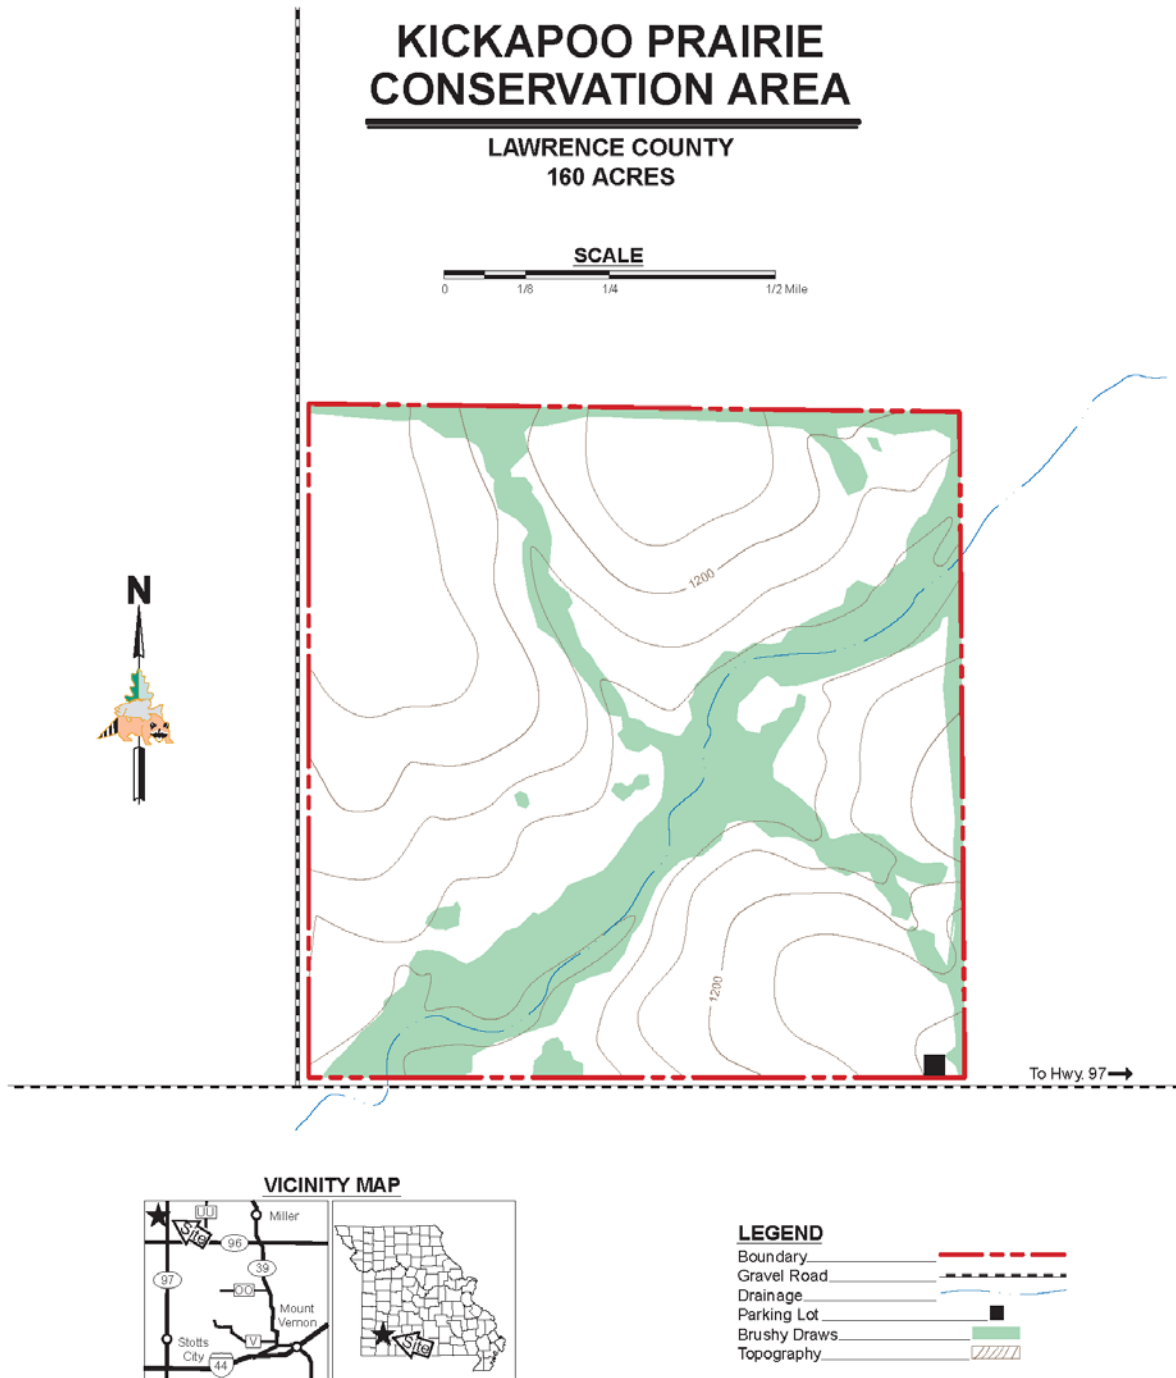 KICKAPOO PRAIRIE
CONSERVATION AREA
LAWRENCE COUNTY
160 ACRES
SCALE
0 1/8 1/4 1/2 Mile
N
1200
1200
To Hwy. 97
VICINITY MAP
UU
Miller
Site
96
97
39
OO
Mount
Vernon
V
Stotts
City
44
Site
LEGEND
Boundary
Gravel Road
Drainage
Parking Lot
Brushy Draws
Topography